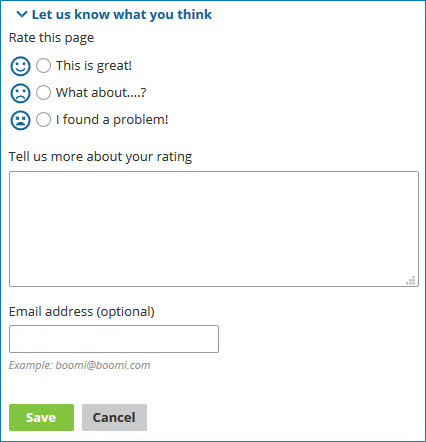 Let us know what you think
Rate this page
This is great!
What about....?
I found a problem!
Tell us more about your rating
Email address (optional)
Example: boomi@boomi.com
Save Cancel